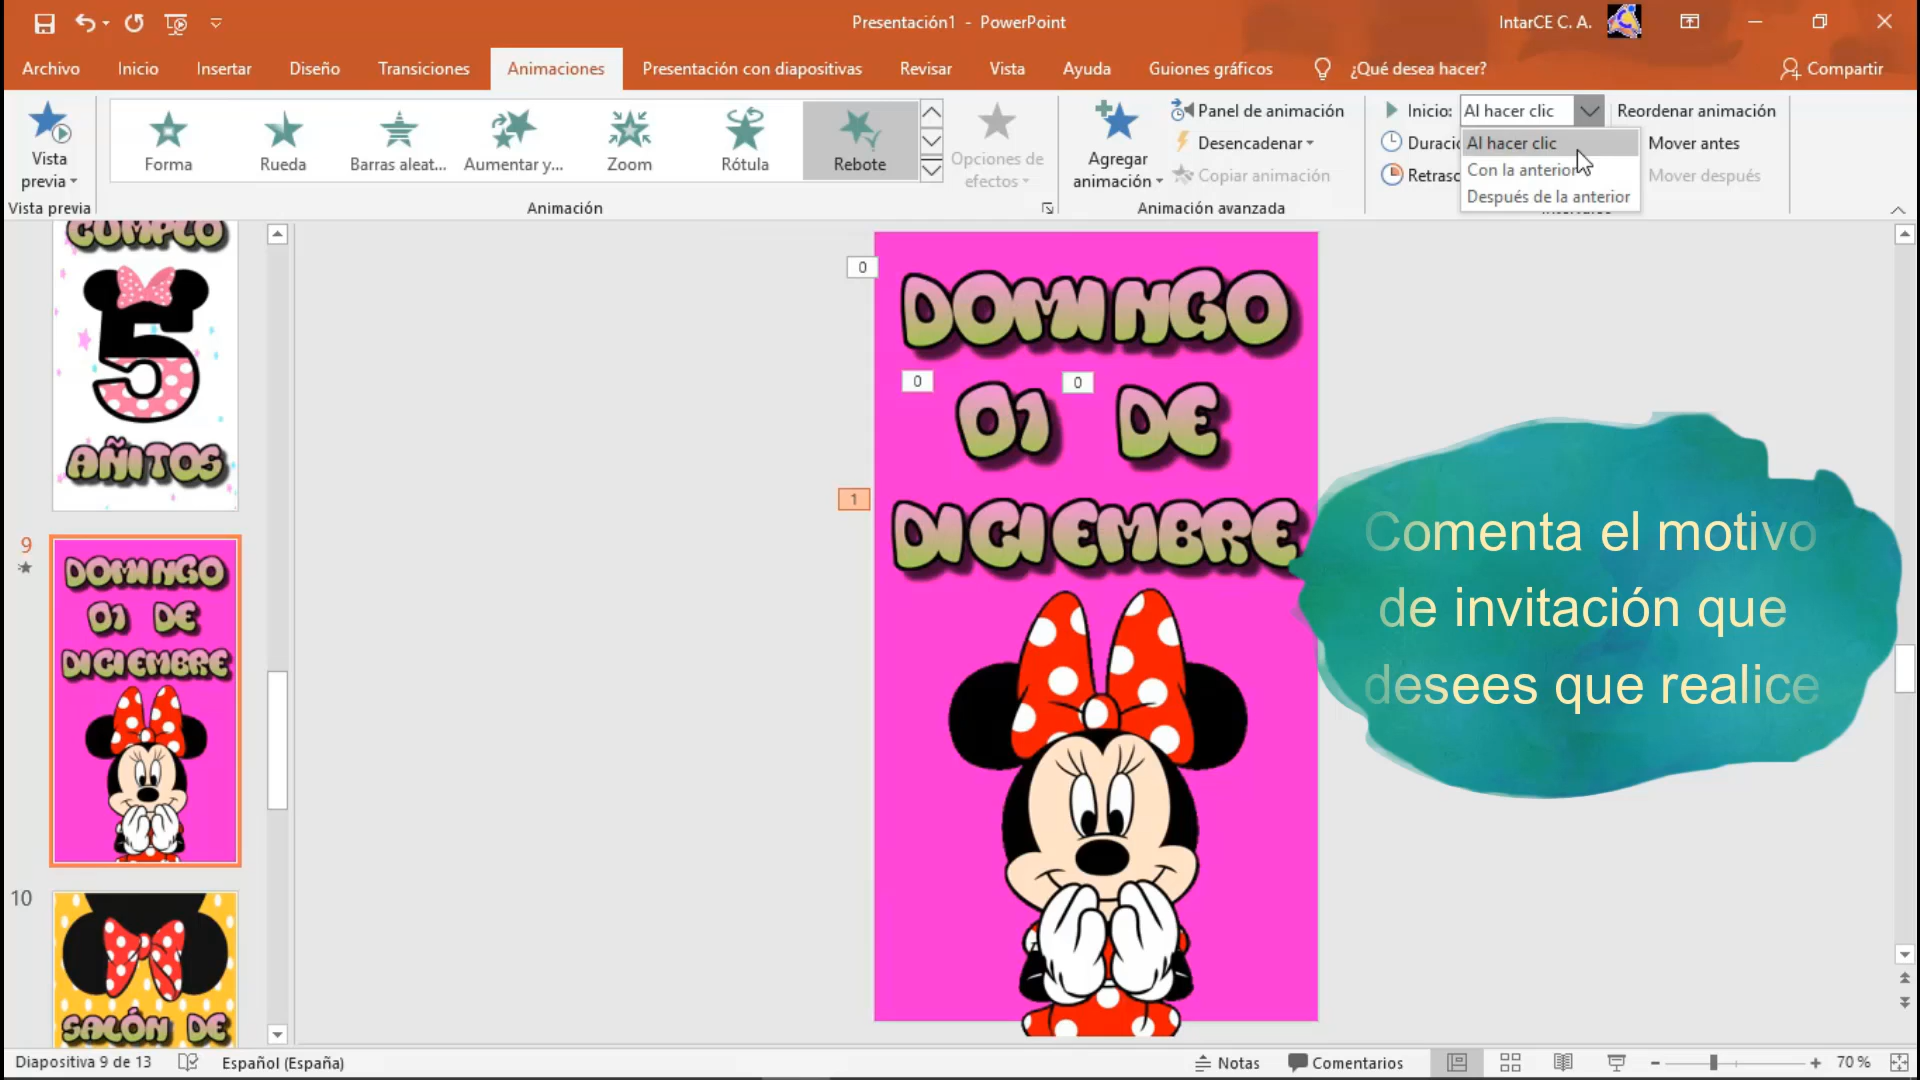 Presentación1 - PowerPoint
IntarCE C. A.
Archivo
Inicio
Insertar
Diseño
Transiciones
Animaciones
Presentación con diapositivas
Revisar
Vista
Ayuda
Guiones gráficos
¿Qué desea hacer?
Compartir
Vista
previa
Vista previa
Forma
Rueda
Barras aleat...
Aumentar y...
Zoom
Rótula
Rebote
Opciones de
efectos
Animación
Agregar
animación
Panel de animación
Desencadenar
Copiar animación
Animación avanzada
Inicio:
Al hacer clic
Reordenar animación
Al hacer clic
Mover antes
Con la anterior
Mover después
Después de la anterior
CUMPLO
5
AÑITOS
9
DOMINGO
01 DE
DICIEMBRE
10
SALÓN DE
0
DOMINGO
0
0
01 DE
1
DICIEMBRE
Comenta el motivo
de invitación que
desees que realice
Diapositiva 9 de 13
Español (España)
Notas
Comentarios
70 %